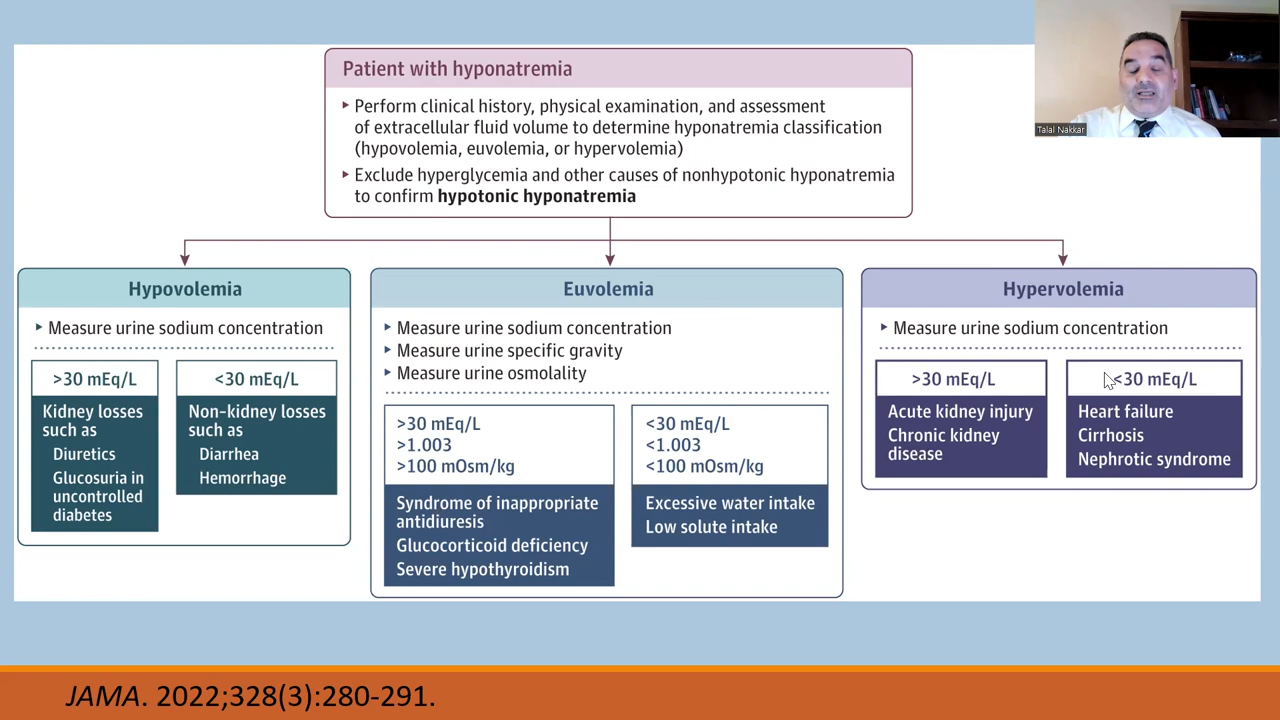 Patient with hyponatremia
Perform clinical history, physical examination, and assessment
of extracellular fluid volume to determine hyponatremia classification
(hypovolemia, euvolemia, or hypervolemia)
Exclude hyperglycemia and other causes of nonhypotonic hyponatremia
to confirm hypotonic hyponatremia
Talal Nakkar
Hypovolemia
Measure urine sodium concentration
>30 mEq/L
Kidney losses
such as
Diuretics
Glucosuria in
uncontrolled
diabetes
<30 mEq/L
Non-kidney losses
such as
Diarrhea
Hemorrhage
Euvolemia
Measure urine sodium concentration
Measure urine specific gravity
Measure urine osmolality
>30 mEq/L
>1.003
>100 mOsm/kg
Syndrome of inappropriate
antidiuresis
Glucocorticoid deficiency
Severe hypothyroidism
<30 mEq/L
<1.003
<100 mOsm/kg
Excessive water intake
Low solute intake
Hypervolemia
Measure urine sodium concentration
>30 mEq/L
Acute kidney injury
Chronic kidney
disease
<30 mEq/L
Heart failure
Cirrhosis
Nephrotic syndrome
JAMA. 2022;328(3):280-291.